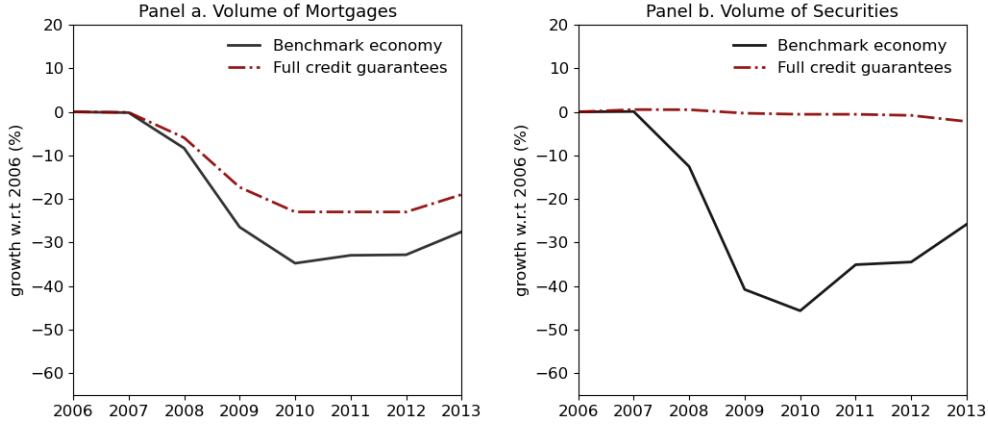 Panel a. Volume of Mortgages
growth w.r.t 2006 (%)
20
10
0
−10
−20
−30
−40
−50
−60
Benchmark economy
Full credit guarantees
2006 2007 2008 2009 2010 2011 2012 2013
Panel b. Volume of Securities
growth w.r.t 2006 (%)
20
10
0
−10
−20
−30
−40
−50
−60
Benchmark economy
Full credit guarantees
2006 2007 2008 2009 2010 2011 2012 2013